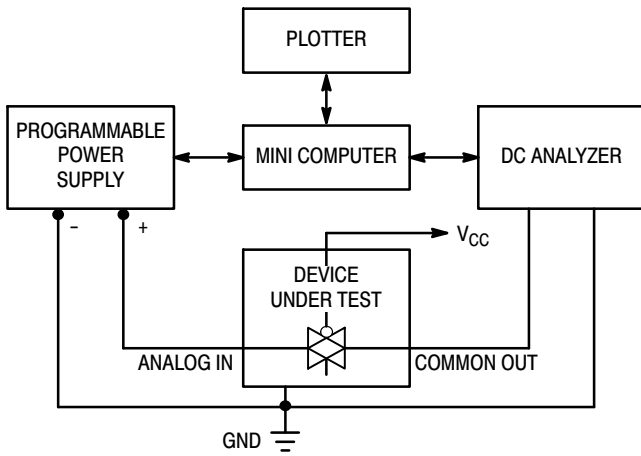 PLOTTER
PROGRAMMABLE
POWER
SUPPLY
MINI COMPUTER
DC ANALYZER
–
+
VCC
DEVICE
UNDER TEST
ANALOG IN
COMMON OUT
GND